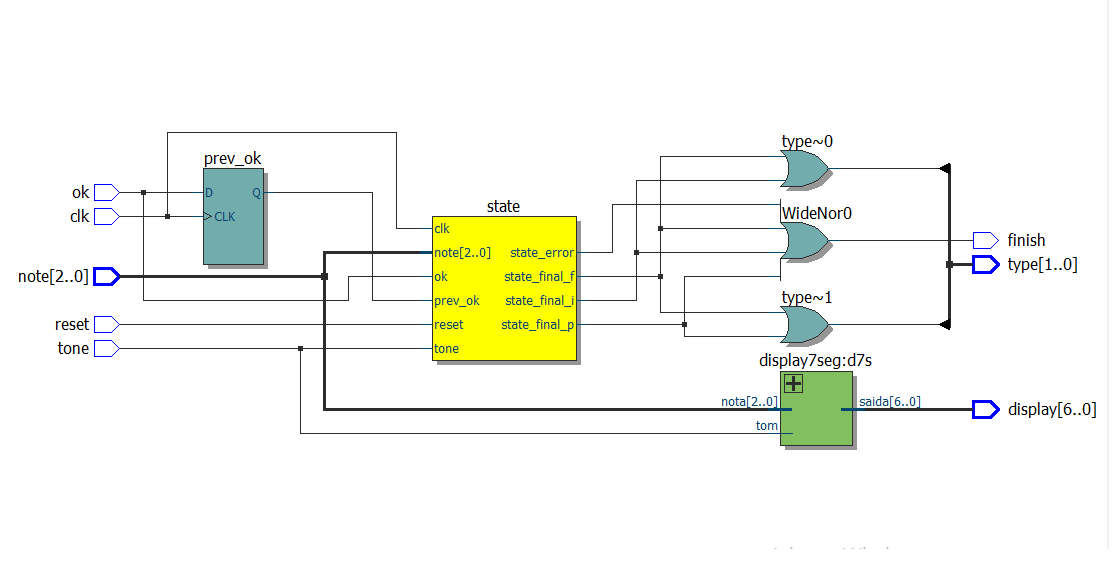 type~0
prev_ok
ok
D
Q
clk
CLK
state
WideNor0
clk
finish
note[2..0]
state_error
type[1..0]
note[2..0]
ok
state_final_f
type~1
prev_ok
state_final_i
reset
reset
state_final_p
tone
tone
display7seg:d7s
nota[2..0]
saida[6..0]
display[6..0]
tom